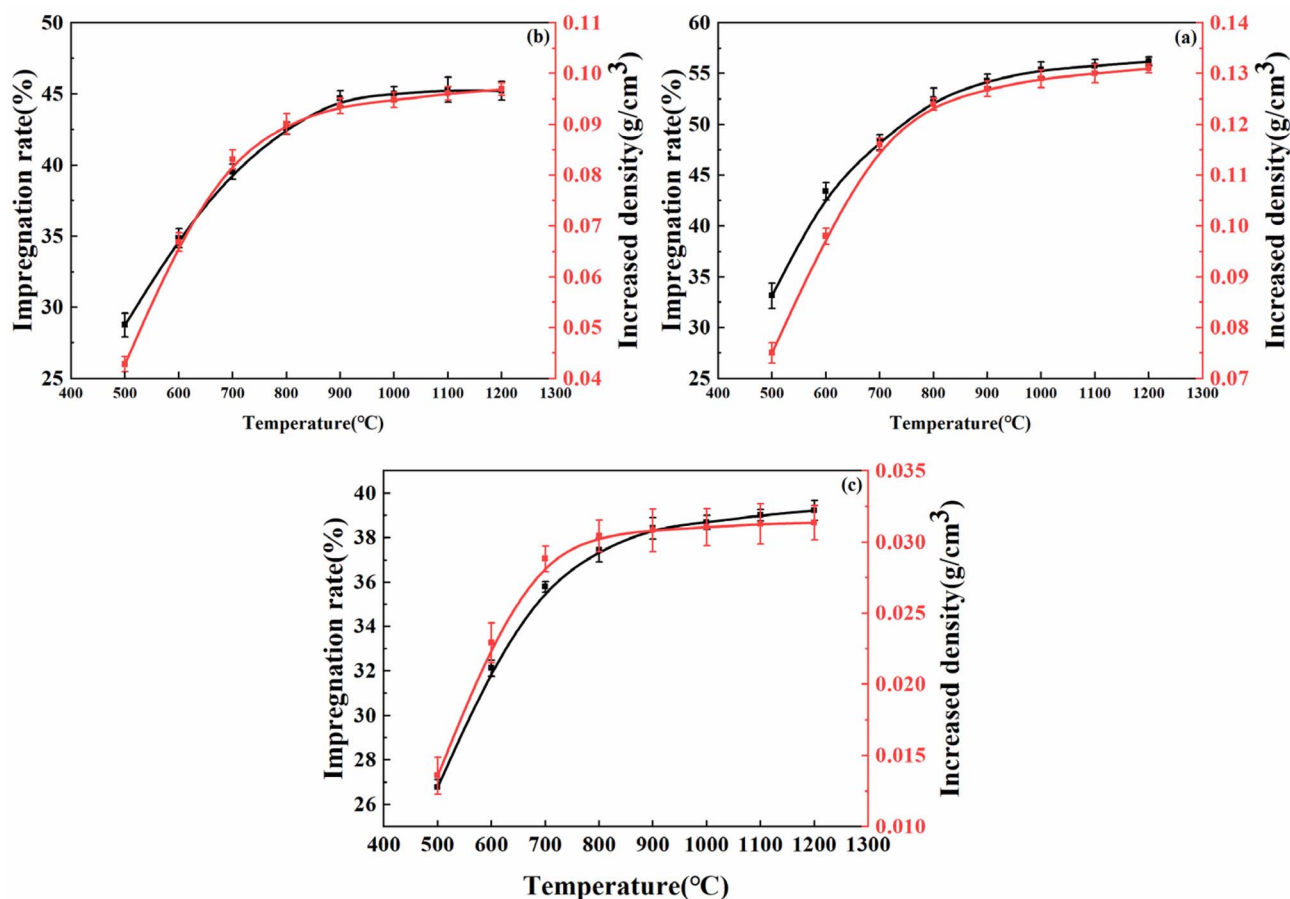 (b)
Impregnation rate(%)
50
45
40
35
30
25
0.11
0.10
0.09
0.08
0.07
0.06
0.05
0.04
Increased density(g/cm³)
400 500 600 700 800 900 1000 1100 1200 1300
Temperature(℃)
(a)
Impregnation rate(%)
60
55
50
45
40
35
30
25
0.14
0.13
0.12
0.11
0.10
0.09
0.08
0.07
Increased density(g/cm³)
400 500 600 700 800 900 1000 1100 1200 1300
Temperature(℃)
(c)
Impregnation rate(%)
40
38
36
34
32
30
28
26
0.035
0.030
0.025
0.020
0.015
0.010
Increased density(g/cm³)
400 500 600 700 800 900 1000 1100 1200 1300
Temperature(℃)